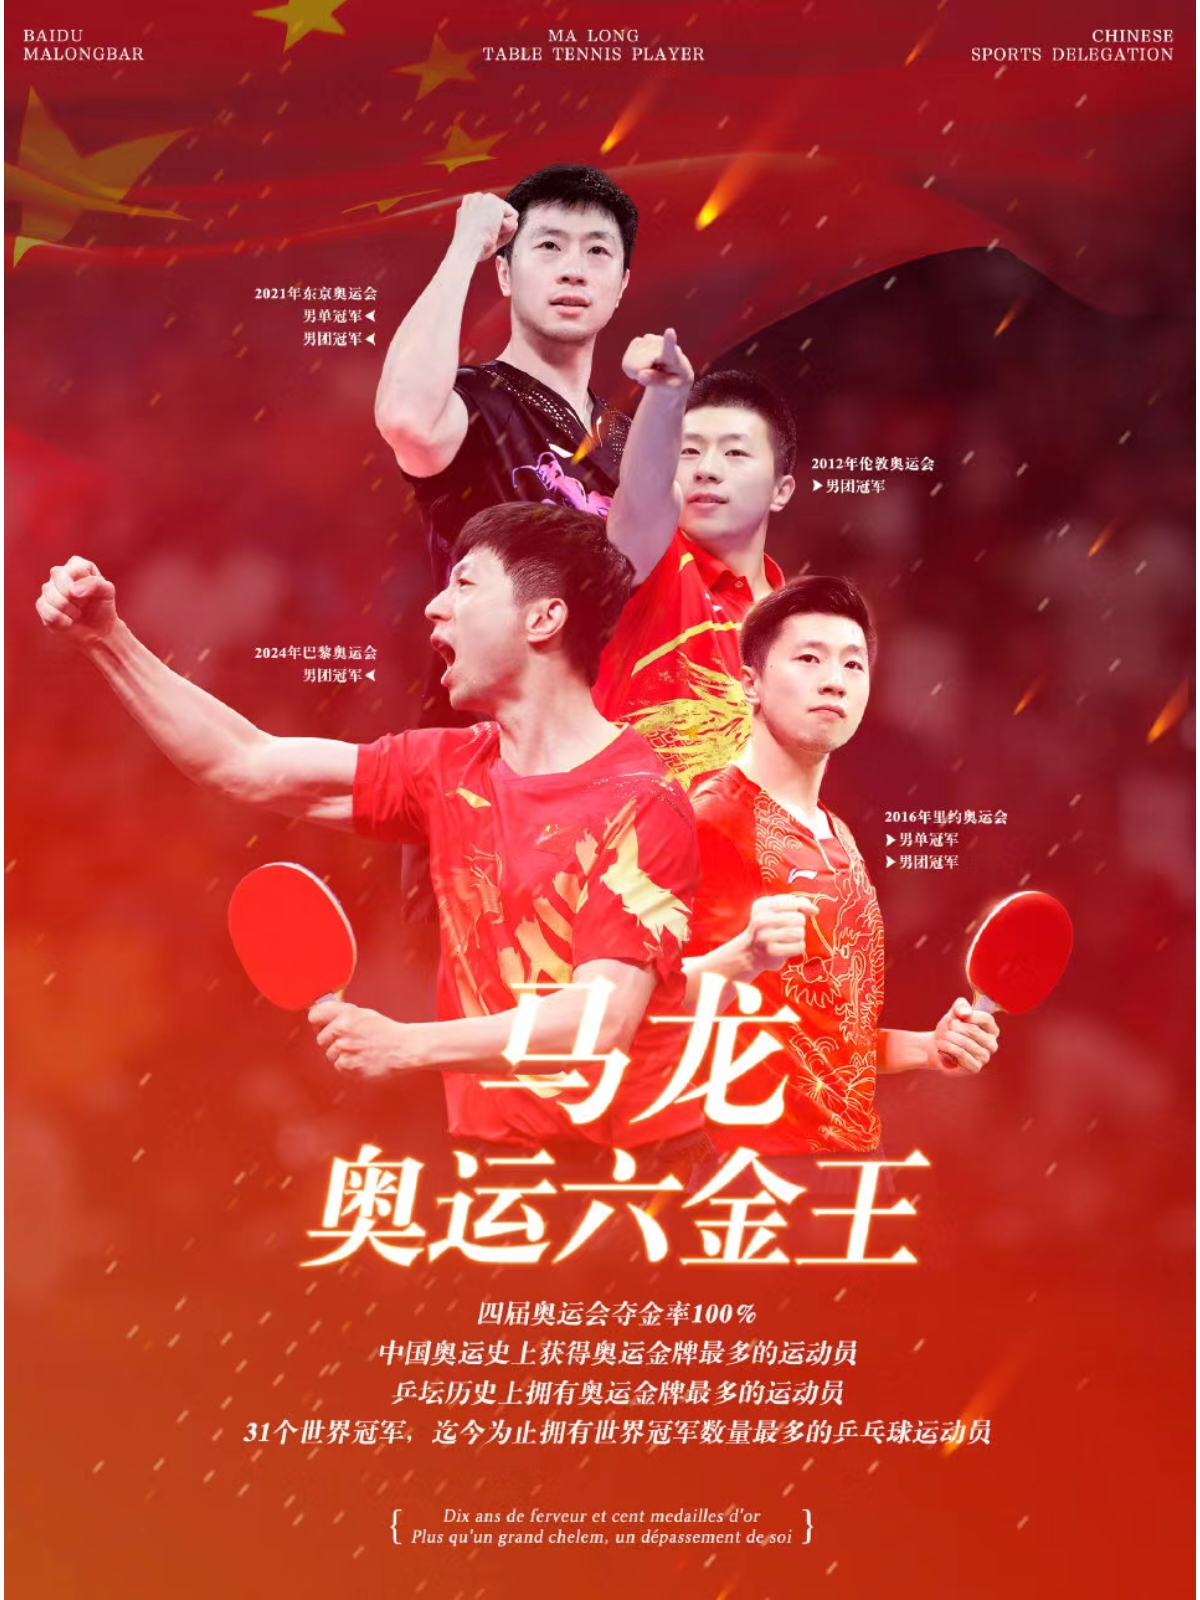 BAIDU
MALONGBAR
MA LONG
TABLE TENNIS PLAYER
CHINESE
SPORTS DELEGATION
2021年东京奥运会
男单冠军
男团冠军
2012年伦敦奥运会
男团冠军
2024年巴黎奥运会
男团冠军
2016年里约奥运会
男单冠军
男团冠军
马龙
奥运六金王
四届奥运会夺金率100%
中国奥运史上获得奥运金牌最多的运动员
乒坛历史上拥有奥运金牌最多的运动员
31个世界冠军，迄今为止拥有世界冠军数量最多的乒乓球运动员
Dix ans de ferveur et cent medailles d'or
Plus qu'un grand chelem, un dépassement de soi